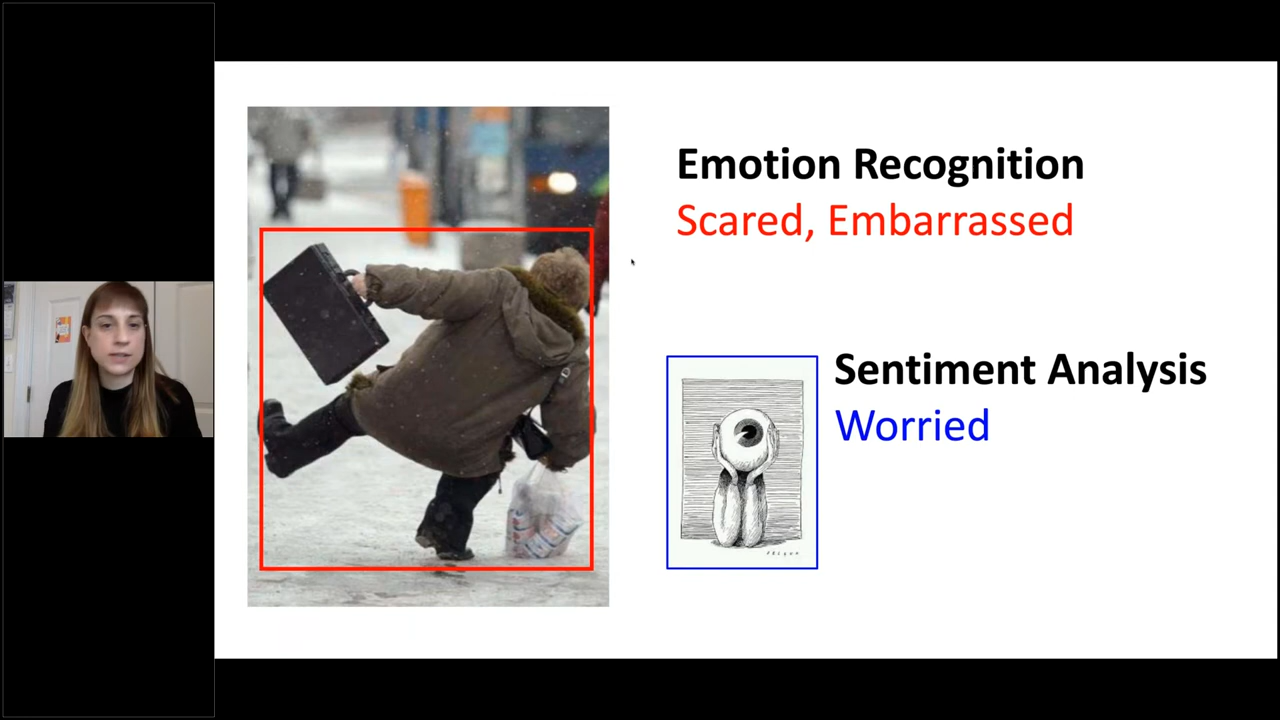 Emotion Recognition
Scared, Embarrassed
Sentiment Analysis
Worried